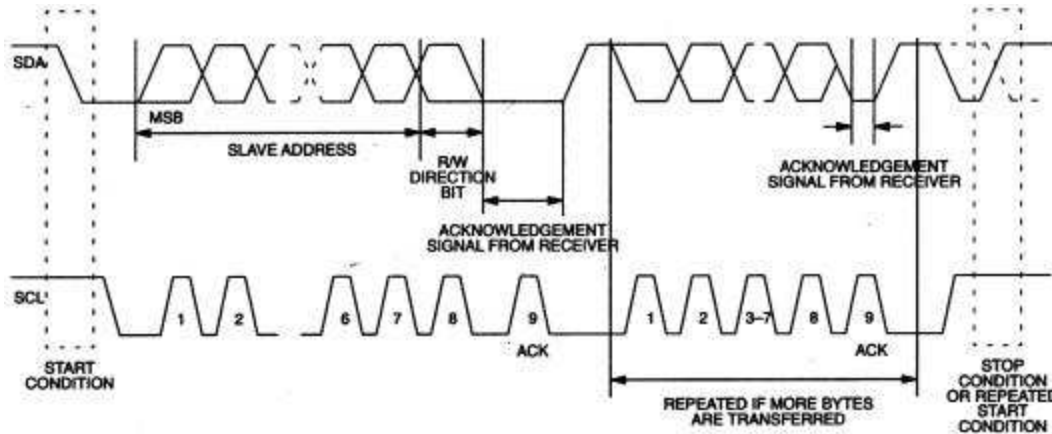 SDA
MSB
SLAVE ADDRESS
R/W
DIRECTION
BIT
ACKNOWLEDGEMENT
SIGNAL FROM RECEIVER
ACKNOWLEDGEMENT
SIGNAL FROM RECEIVER
SCL
1 2 6 7 8 9 1 2 3–7 8 9
ACK
ACK
START
CONDITION
REPEATED IF MORE BYTES
ARE TRANSFERRED
STOP
CONDITION
OR REPEATED
START
CONDITION